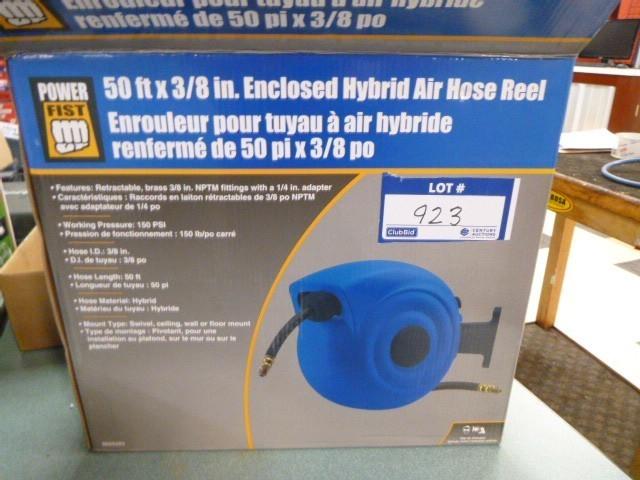 Enrouleur pour tuyau à air hybride
renfermé de 50 pi x 3/8 po
POWER
FIST
50 ft x 3/8 in. Enclosed Hybrid Air Hose Reel
Enrouleur pour tuyau à air hybride
renfermé de 50 pi x 3/8 po
• Features: Retractable, brass 3/8 in. NPTM fittings with a 1/4 in. adapter
• Caractéristiques : Raccords en laiton rétractables de 3/8 po NPTM
avec adaptateur de 1/4 po
• Working Pressure: 150 PSI
• Pression de fonctionnement : 150 lb/po carré
• Hose I.D.: 3/8 in.
• D.I. de tuyau : 3/8 po
• Hose Length: 50 ft
• Longueur de tuyau : 50 pi
• Hose Material: Hybrid
• Matériau du tuyau : Hybride
• Mount Type: Swivel, ceiling, wall or floor mount
• Type de montage : Pivotant, pour une
installation au plafond, sur le mur ou sur le
plancher
LOT #
923
ClubBid
CENTURY
AUCTIONS